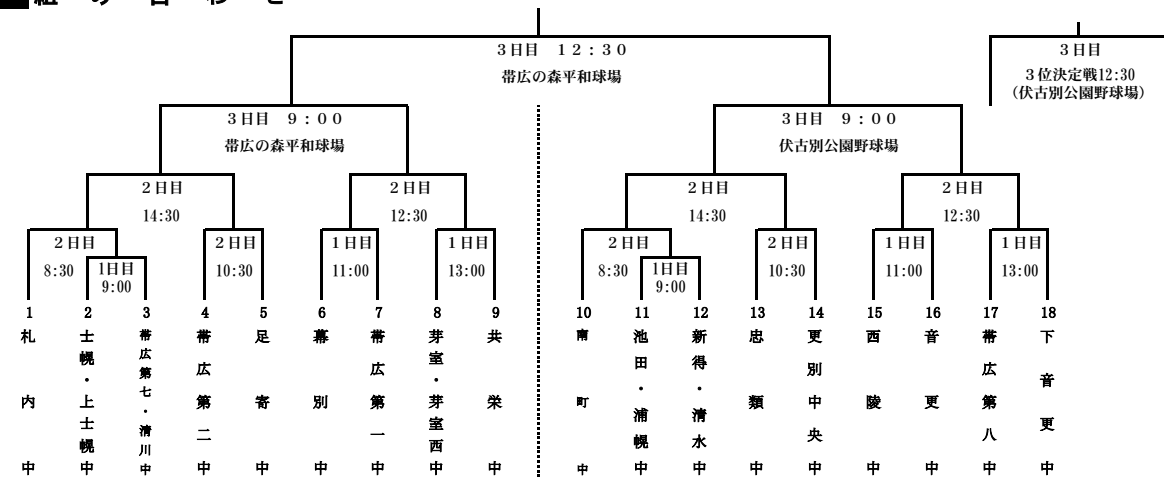 組の合わせ
3日目 12:30
帯広の森平和球場
3日目
3位決定戦12:30
(伏古別公園野球場)
3日目 9:00
帯広の森平和球場
3日目 9:00
伏古別公園野球場
2日目
14:30
2日目
12:30
2日目
14:30
2日目
12:30
2日目
8:30
1日目
9:00
2日目
10:30
1日目
11:00
1日目
13:00
2日目
8:30
1日目
9:00
2日目
10:30
1日目
11:00
1日目
13:00
1 札内中
2 士幌・上士幌中
3 帯広第七・清川中
4 帯広第二中
5 足寄中
6 幕別中
7 帯広第一中
8 芽室・芽室西中
9 共栄中
10 南町中
11 池田・浦幌中
12 新得・清水中
13 忠類中
14 更別中央中
15 西陵中
16 音更中
17 帯広第八中
18 下音更中